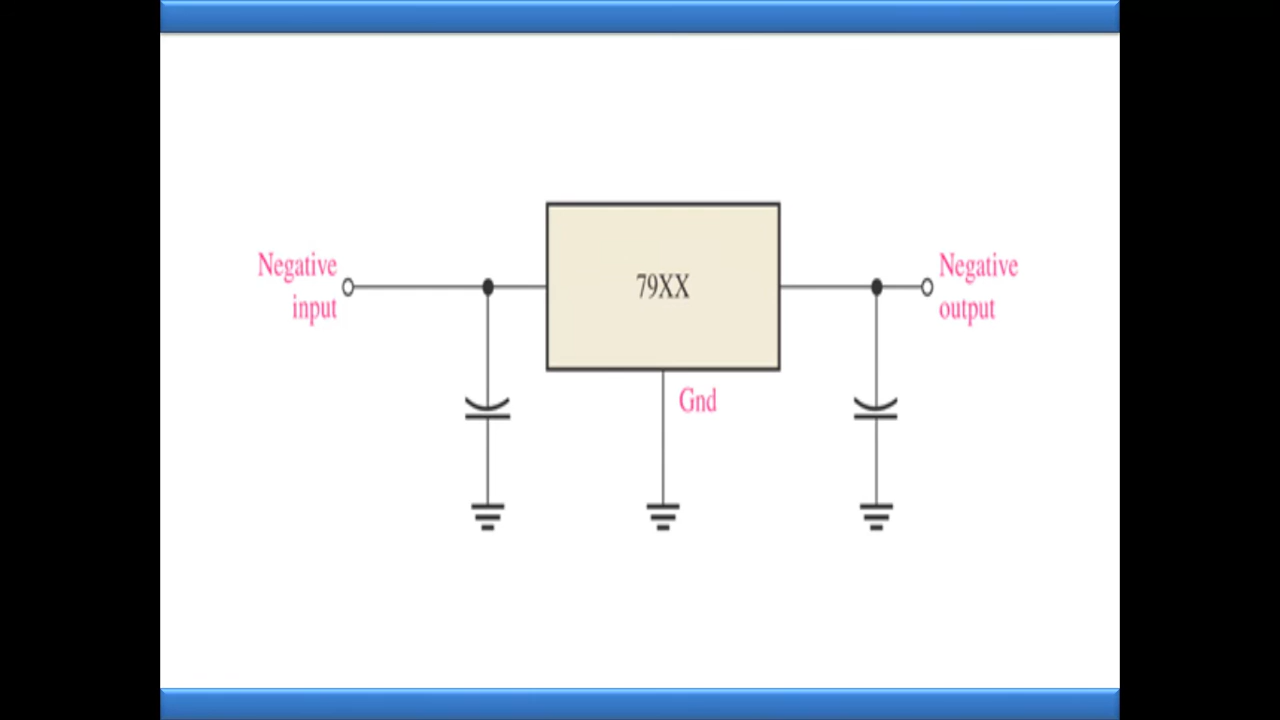 Negative
input
79XX
Gnd
Negative
output